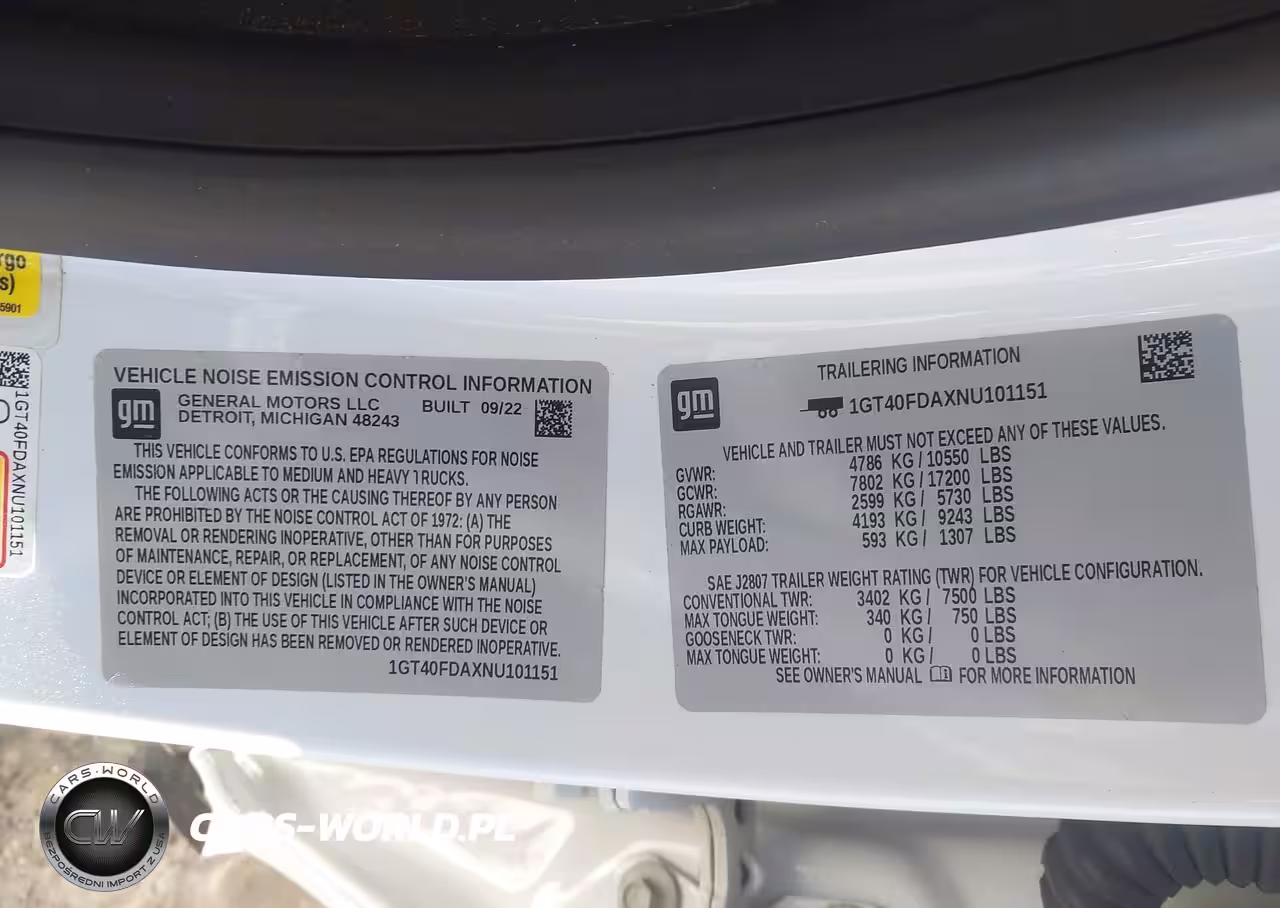 rgo
s)
5901
1GT40FDAXNU101151
VEHICLE NOISE EMISSION CONTROL INFORMATION
gm
GENERAL MOTORS LLC
DETROIT, MICHIGAN 48243
BUILT 09/22
THIS VEHICLE CONFORMS TO U.S. EPA REGULATIONS FOR NOISE
EMISSION APPLICABLE TO MEDIUM AND HEAVY TRUCKS.
THE FOLLOWING ACTS OR THE CAUSING THEREOF BY ANY PERSON
ARE PROHIBITED BY THE NOISE CONTROL ACT OF 1972: (A) THE
REMOVAL OR RENDERING INOPERATIVE, OTHER THAN FOR PURPOSES
OF MAINTENANCE, REPAIR, OR REPLACEMENT, OF ANY NOISE CONTROL
DEVICE OR ELEMENT OF DESIGN (LISTED IN THE OWNER'S MANUAL)
INCORPORATED INTO THIS VEHICLE IN COMPLIANCE WITH THE NOISE
CONTROL ACT; (B) THE USE OF THIS VEHICLE AFTER SUCH DEVICE OR
ELEMENT OF DESIGN HAS BEEN REMOVED OR RENDERED INOPERATIVE.
1GT40FDAXNU101151
TRAILERING INFORMATION
gm
1GT40FDAXNU101151
VEHICLE AND TRAILER MUST NOT EXCEED ANY OF THESE VALUES.
GVWR: 4786 KG / 10550 LBS
GCWR: 7802 KG / 17200 LBS
RGAWR: 2599 KG / 5730 LBS
CURB WEIGHT: 4193 KG / 9243 LBS
MAX PAYLOAD: 593 KG / 1307 LBS
SAE J2807 TRAILER WEIGHT RATING (TWR) FOR VEHICLE CONFIGURATION.
CONVENTIONAL TWR: 3402 KG / 7500 LBS
MAX TONGUE WEIGHT: 340 KG / 750 LBS
GOOSENECK TWR: 0 KG / 0 LBS
MAX TONGUE WEIGHT: 0 KG / 0 LBS
SEE OWNER'S MANUAL FOR MORE INFORMATION
CARS-WORLD
CW
BEZPOŚREDNI IMPORT Z USA
CARS-WORLD.PL